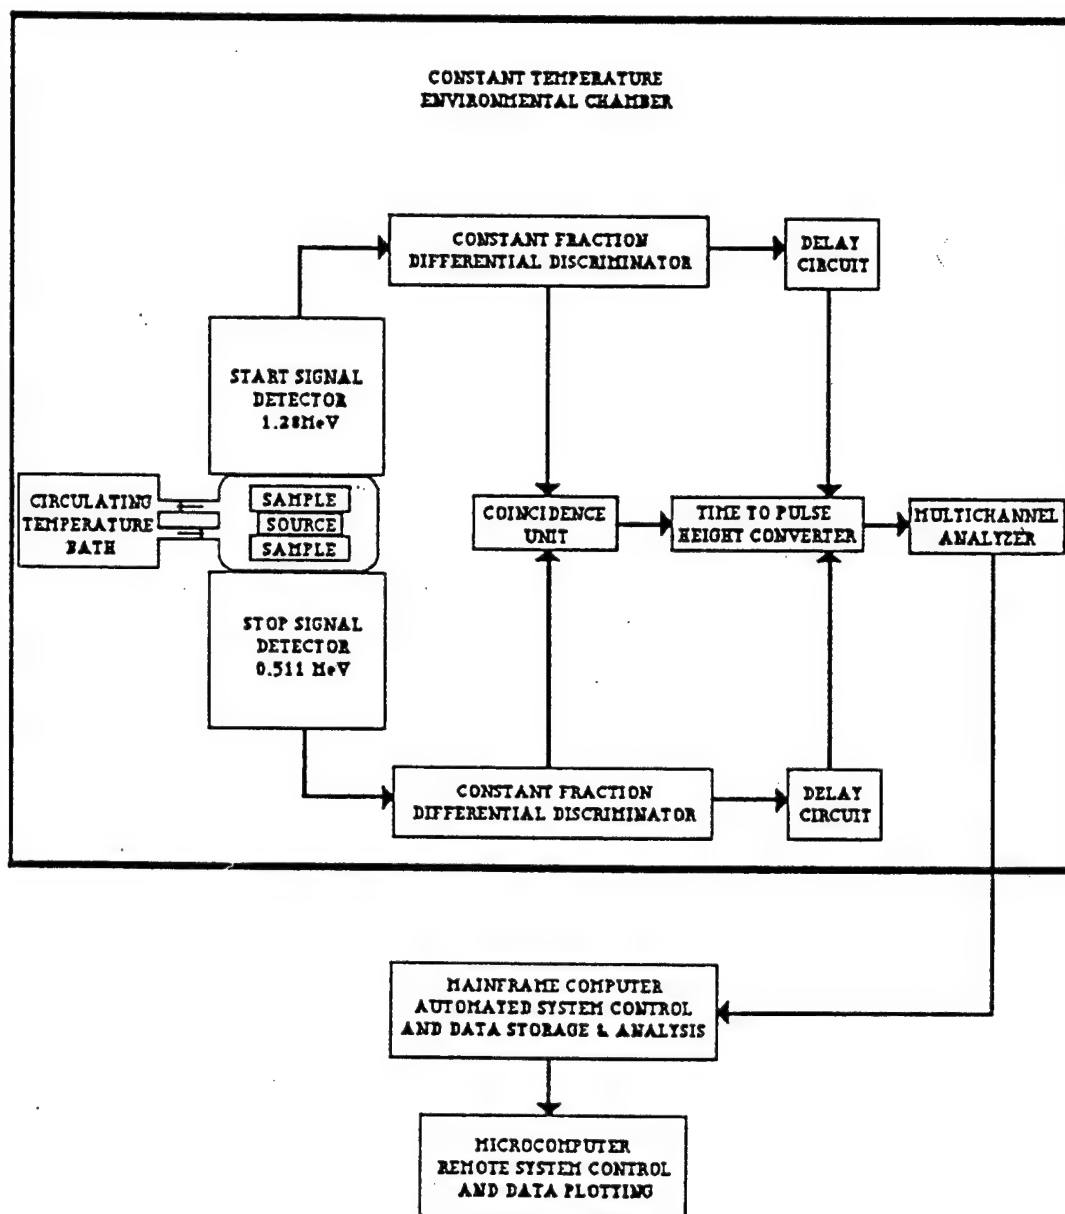 CONSTANT TEMPERATURE
ENVIRONMENTAL CHAMBER
CONSTANT FRACTION
DIFFERENTIAL DISCRIMINATOR
DELAY
CIRCUIT
START SIGNAL
DETECTOR
1.28MeV
CIRCULATING
TEMPERATURE
BATH
SAMPLE
SOURCE
SAMPLE
COINCIDENCE
UNIT
TIME TO PULSE
HEIGHT CONVERTER
MULTICHANNEL
ANALYZER
STOP SIGNAL
DETECTOR
0.511 MeV
CONSTANT FRACTION
DIFFERENTIAL DISCRIMINATOR
DELAY
CIRCUIT
MAINFRAME COMPUTER
AUTOMATED SYSTEM CONTROL
AND DATA STORAGE & ANALYSIS
MICROCOMPUTER
REMOTE SYSTEM CONTROL
AND DATA PLOTTING